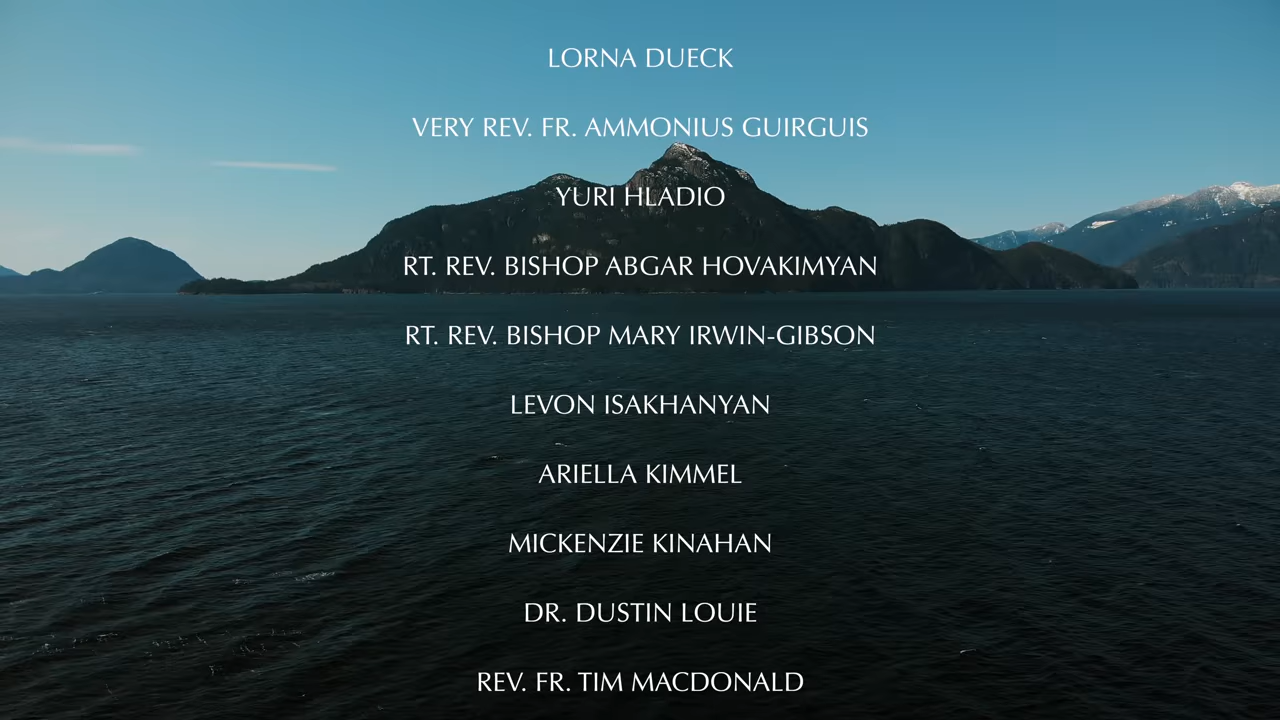 LORNA DUECK
VERY REV. FR. AMMONIUS GUIRGUIS
YURI HLADIO
RT. REV. BISHOP ABGAR HOVAKIMYAN
RT. REV. BISHOP MARY IRWIN-GIBSON
LEVON ISAKHANYAN
ARIELLA KIMMEL
MICKENZIE KINAHAN
DR. DUSTIN LOUIE
REV. FR. TIM MACDONALD